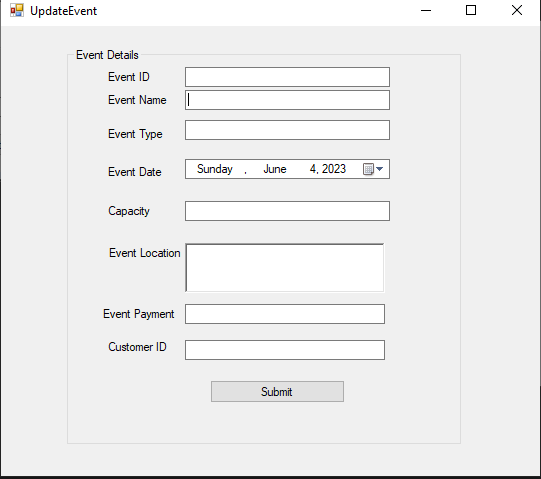 UpdateEvent
Event Details
Event ID
Event Name
Event Type
Event Date Sunday , June 4, 2023
Capacity
Event Location
Event Payment
Customer ID
Submit